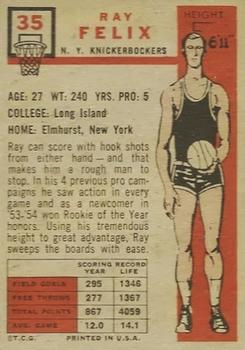 35
RAY
FELIX
N. Y. KNICKERBOCKERS
HEIGHT
6'11"
AGE: 27 WT: 240 YRS. PRO: 5
COLLEGE: Long Island
HOME: Elmhurst, New York
Ray can score with hook shots
from either hand—and that
makes him a rough man to
stop. In his 4 previous pro cam-
paigns he saw action in every
game and as a newcomer in
'53-54 won Rookie of the Year
honors. Using his tremendous
height to great advantage, Ray
sweeps the boards with ease.
SCORING RECORD
YEAR LIFE
FIELD GOALS 295 1346
FREE THROWS 277 1367
TOTAL POINTS 867 4059
AVG. GAME 12.0 14.1
©T.C.G. PRINTED IN U.S.A.